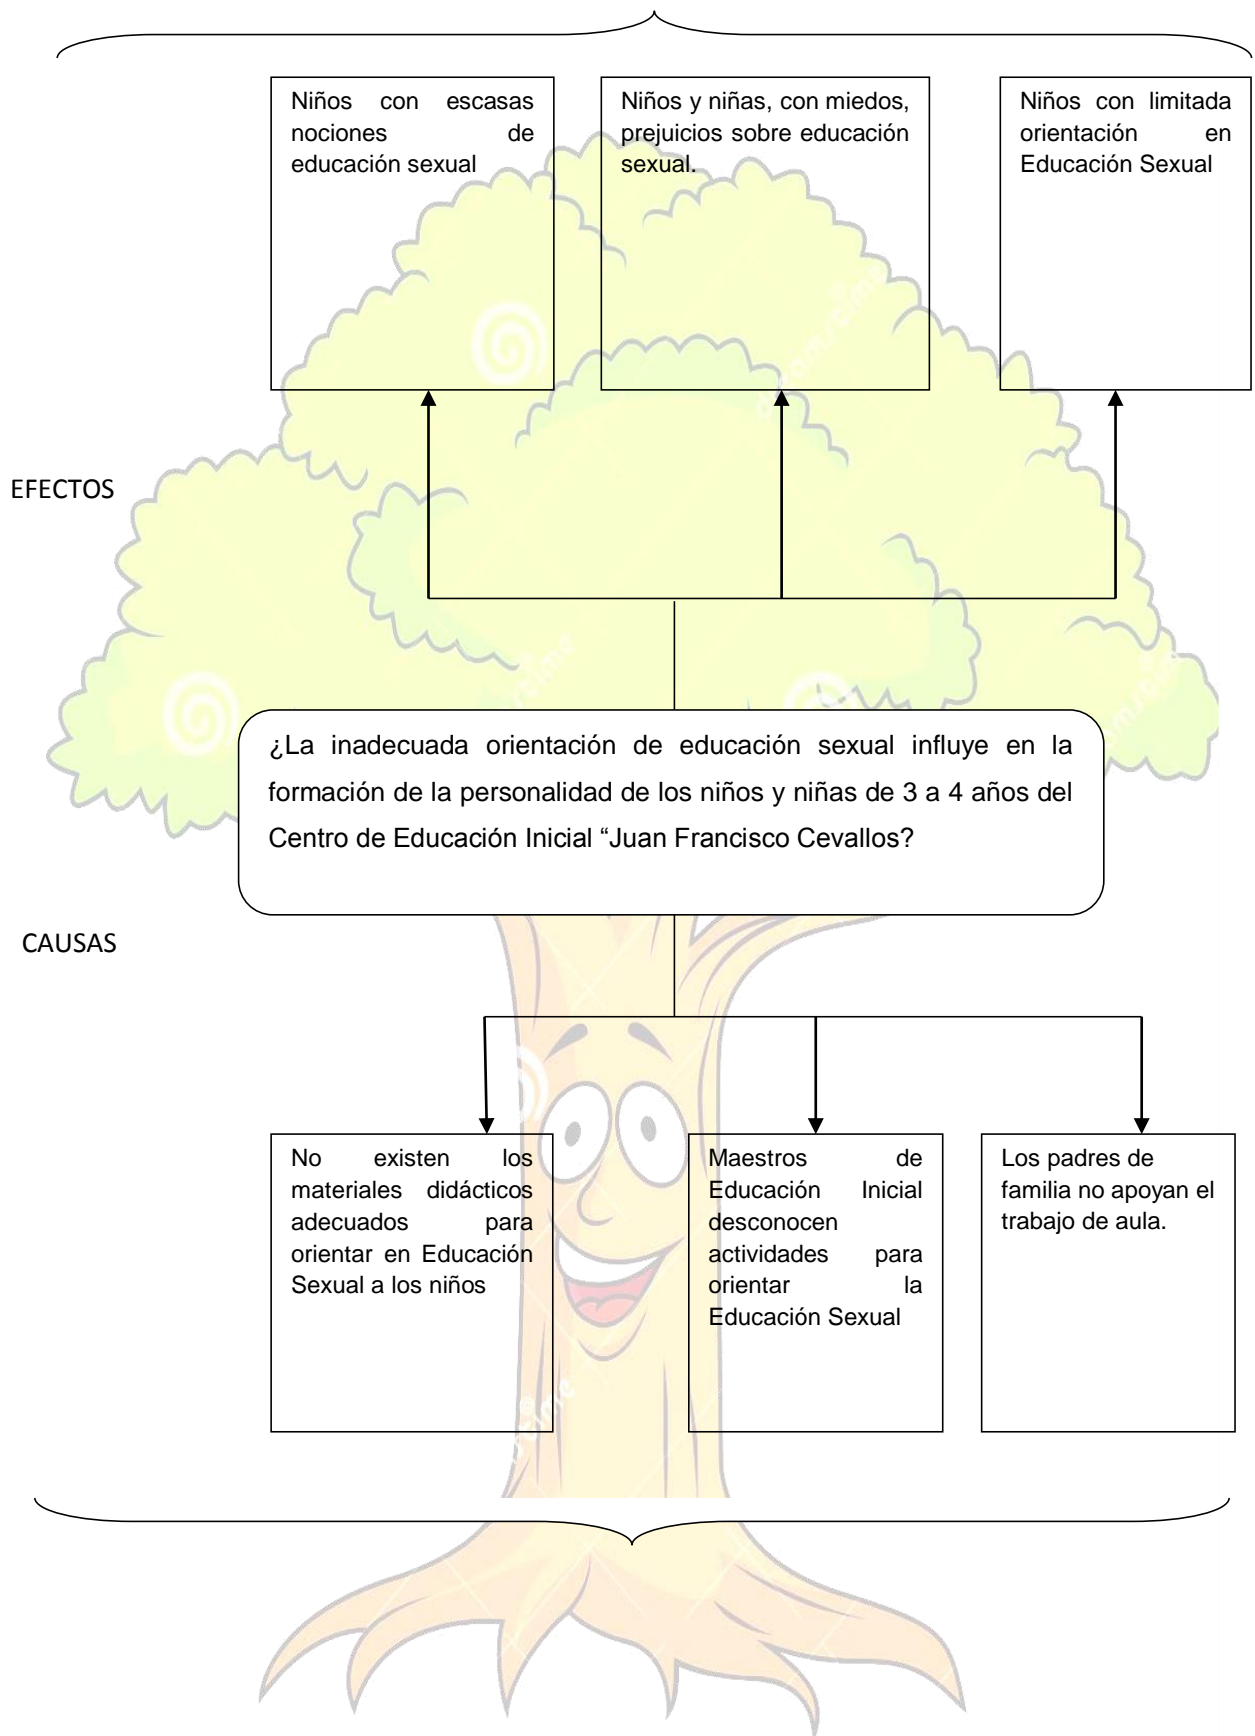 Niños con escasas
nociones de
educación sexual
Niños y niñas, con miedos,
prejuicios sobre educación
sexual.
Niños con limitada
orientación en
Educación Sexual
EFECTOS
¿La inadecuada orientación de educación sexual influye en la
formación de la personalidad de los niños y niñas de 3 a 4 años del
Centro de Educación Inicial “Juan Francisco Cevallos?
CAUSAS
No existen los
materiales didácticos
adecuados para
orientar en Educación
Sexual a los niños
Maestros de
Educación Inicial
desconocen
actividades para
orientar la
Educación Sexual
Los padres de
familia no apoyan el
trabajo de aula.